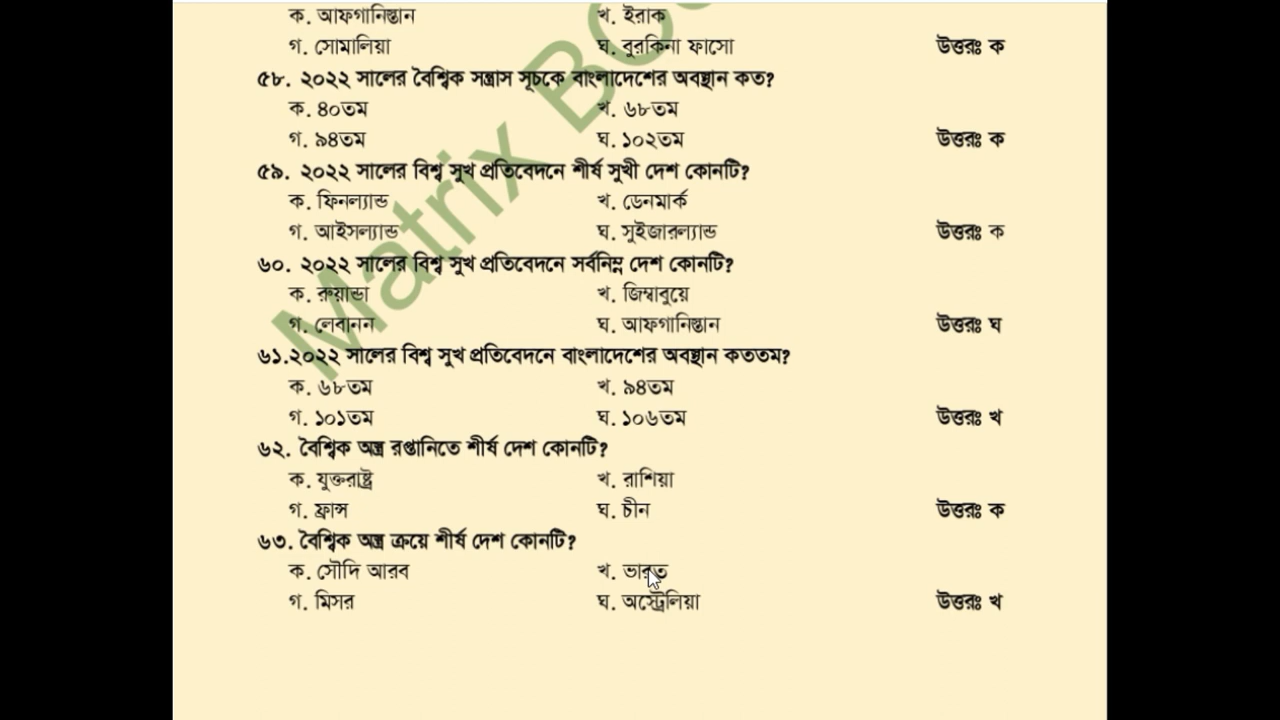 ক. আফগানিস্তান খ. ইরাক
গ. সোমালিয়া ঘ. বুরকিনা ফাসো উত্তরঃ ক
৫৮. ২০২২ সালের বৈশ্বিক সন্ত্রাস সূচকে বাংলাদেশের অবস্থান কত?
ক. ৪০তম খ. ৬৮তম
গ. ৯৪তম ঘ. ১০২তম উত্তরঃ ক
৫৯. ২০২২ সালের বিশ্ব সুখ প্রতিবেদনে শীর্ষ সুখী দেশ কোনটি?
ক. ফিনল্যান্ড খ. ডেনমার্ক
গ. আইসল্যান্ড ঘ. সুইজারল্যান্ড উত্তরঃ ক
৬০. ২০২২ সালের বিশ্ব সুখ প্রতিবেদনে সর্বনিম্ন দেশ কোনটি?
ক. রুয়ান্ডা খ. জিম্বাবুয়ে
গ. লেবানন ঘ. আফগানিস্তান উত্তরঃ ঘ
৬১.২০২২ সালের বিশ্ব সুখ প্রতিবেদনে বাংলাদেশের অবস্থান কততম?
ক. ৬৮তম খ. ৯৪তম
গ. ১০১তম ঘ. ১০৬তম উত্তরঃ খ
৬২. বৈশ্বিক অস্ত্র রপ্তানিতে শীর্ষ দেশ কোনটি?
ক. যুক্তরাষ্ট্র খ. রাশিয়া
গ. ফ্রান্স ঘ. চীন উত্তরঃ ক
৬৩. বৈশ্বিক অস্ত্র ক্রয়ে শীর্ষ দেশ কোনটি?
ক. সৌদি আরব খ. ভারত
গ. মিসর ঘ. অস্ট্রেলিয়া উত্তরঃ খ
Matrix